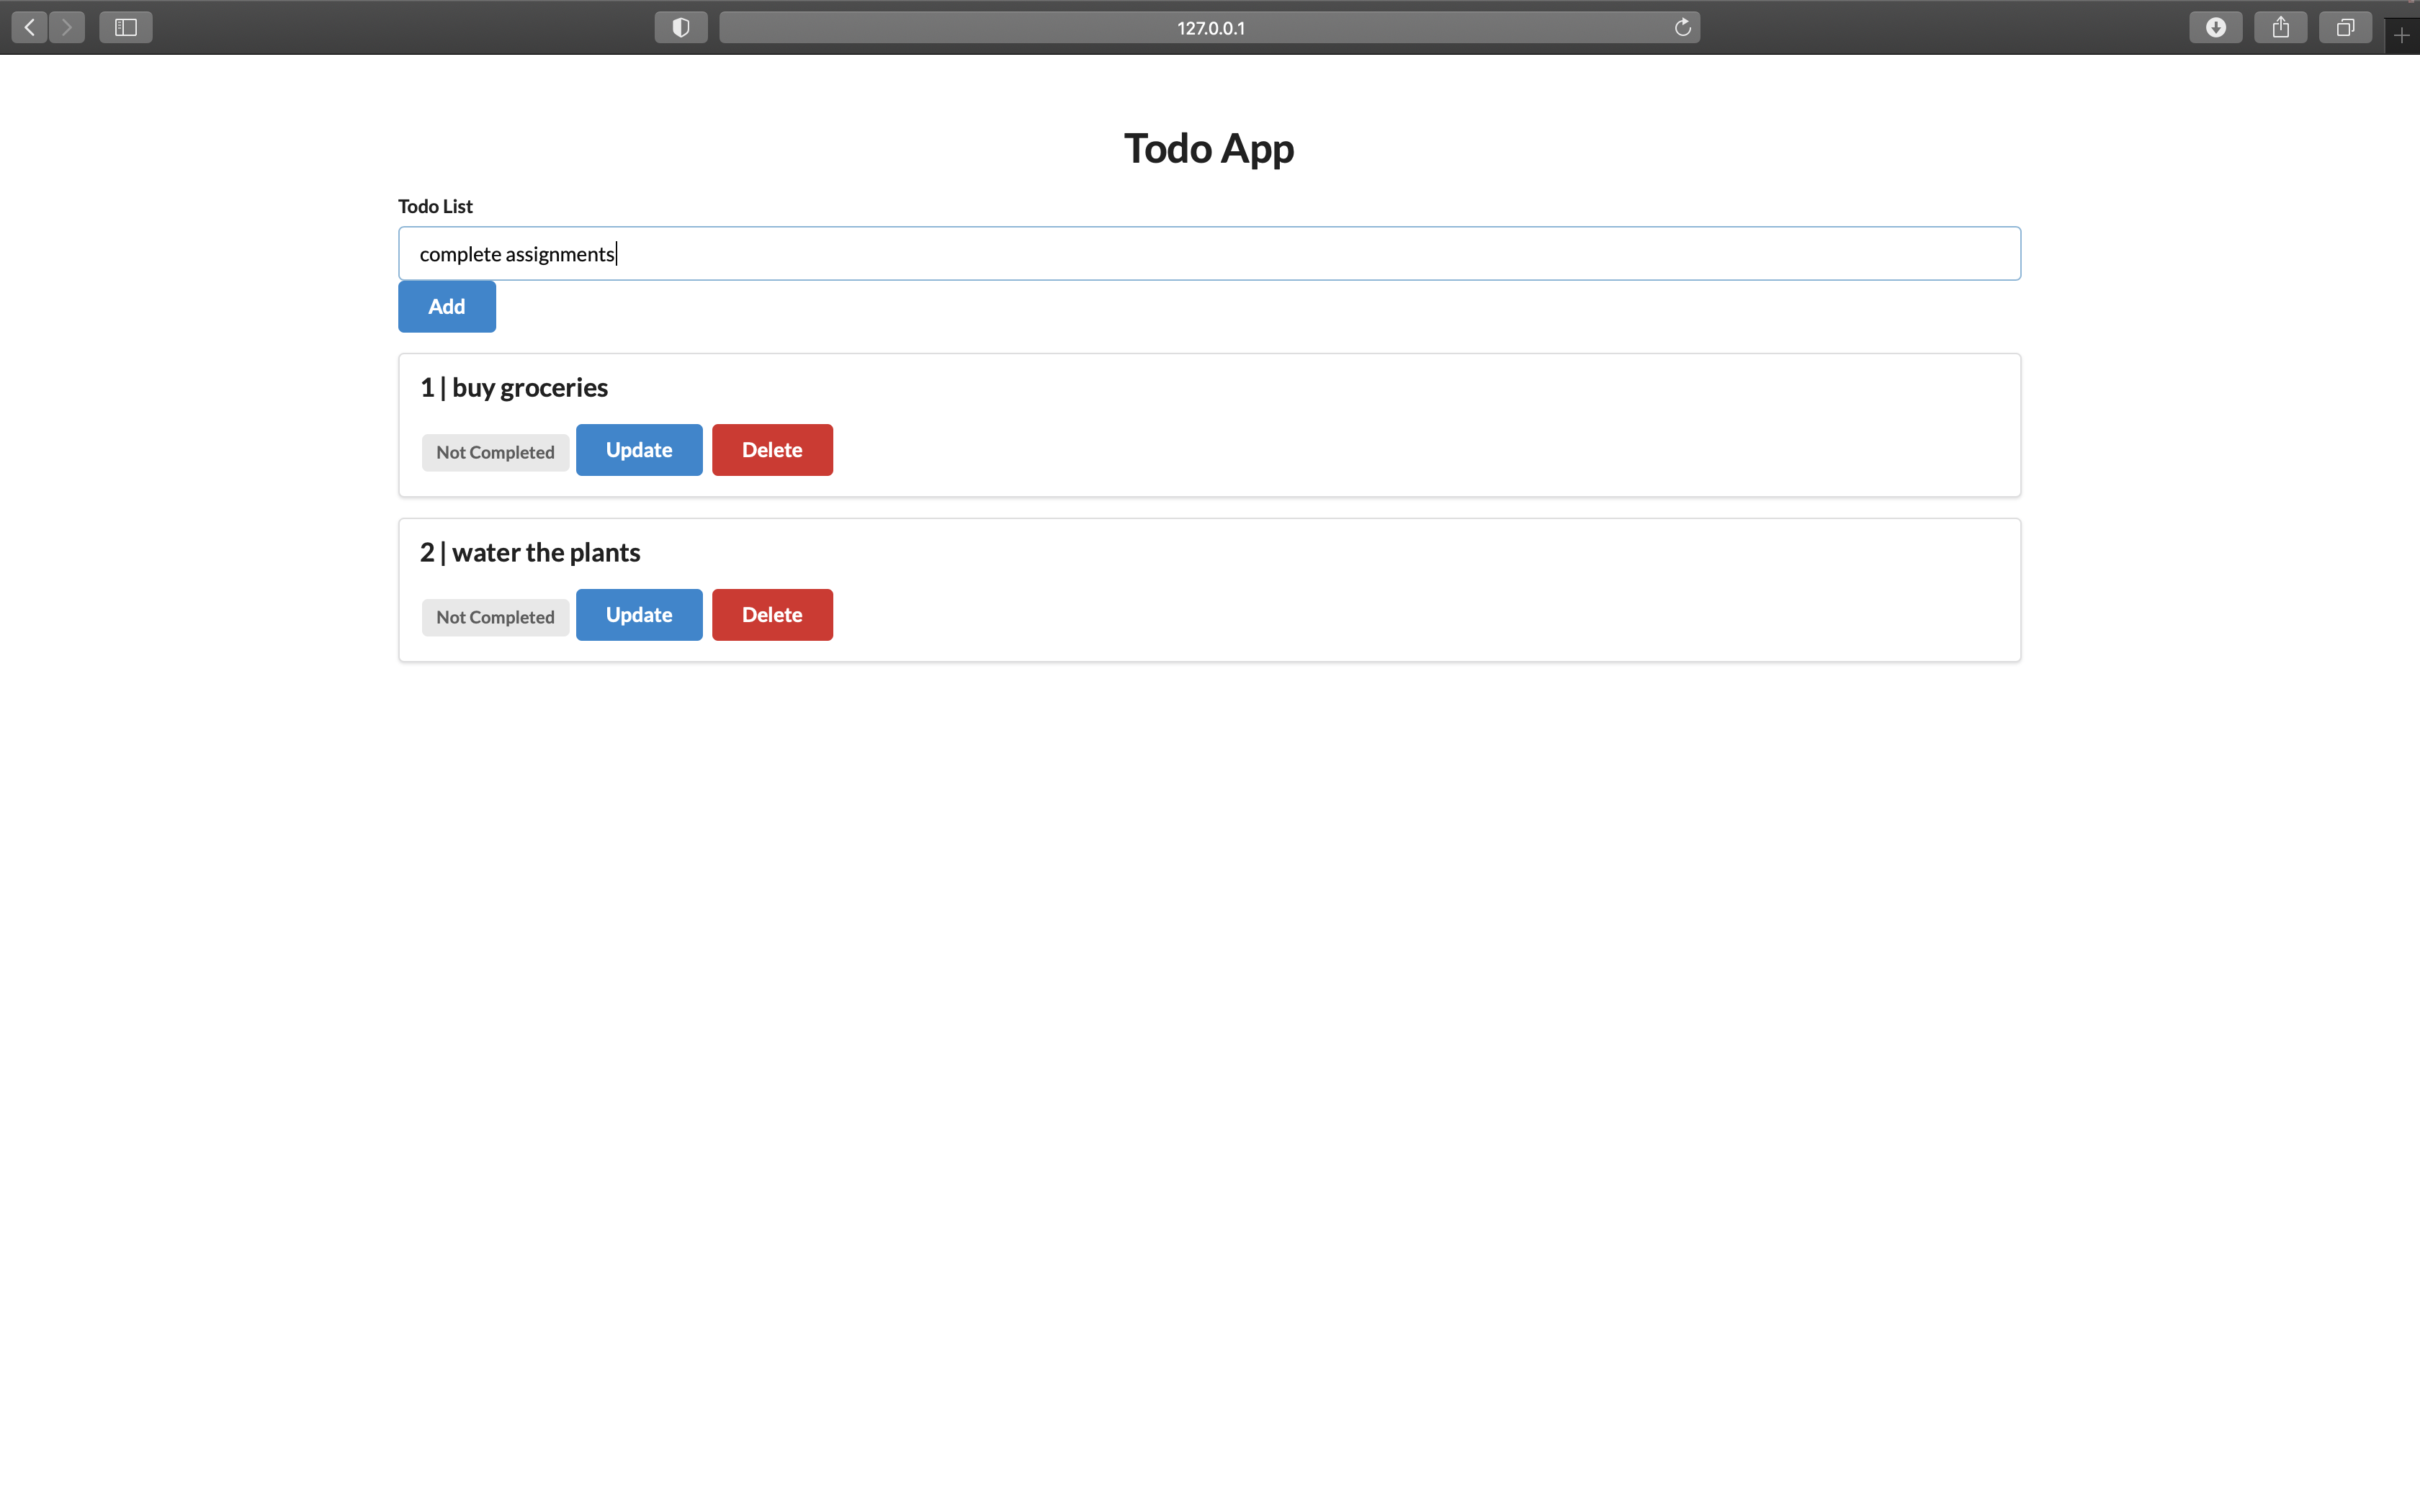 127.0.0.1
Todo App
Todo List
complete assignments
Add
1 | buy groceries
Not Completed Update Delete
2 | water the plants
Not Completed Update Delete